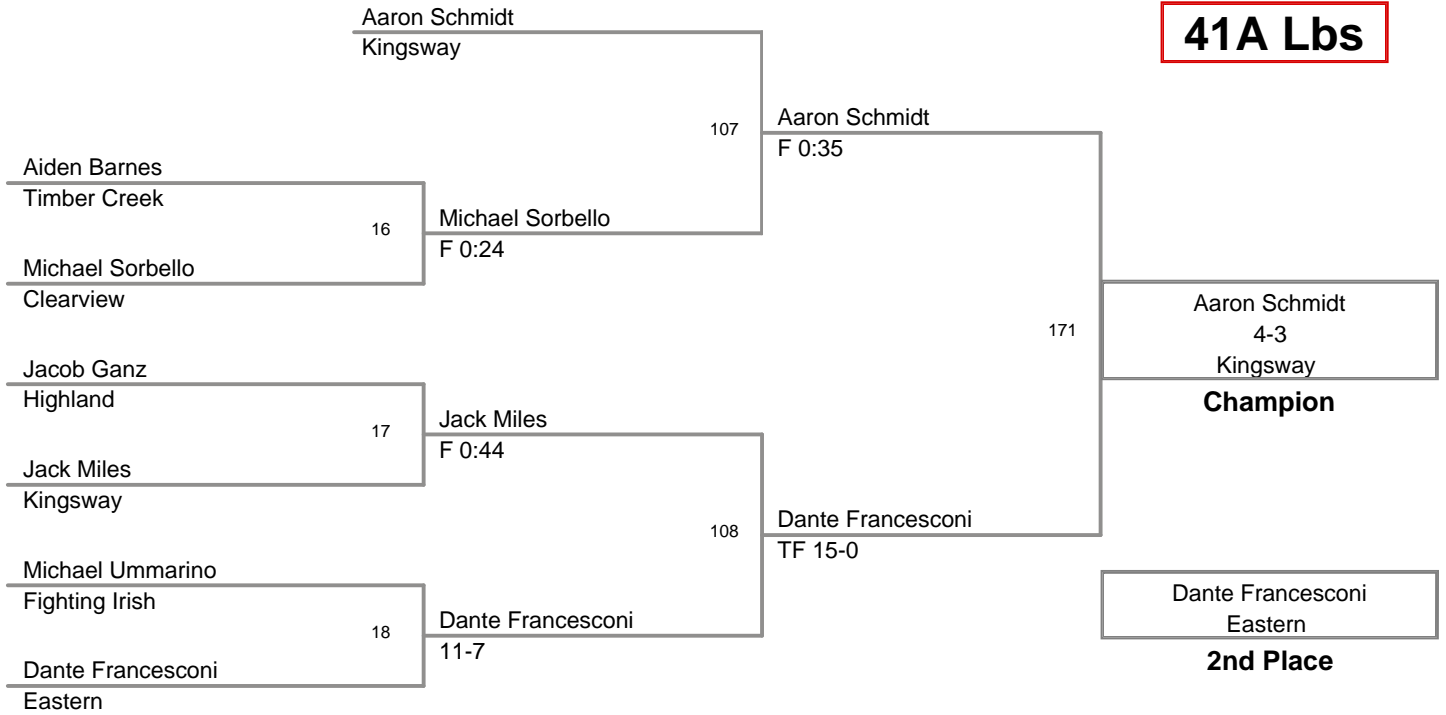 Aaron Schmidt
Kingsway
41A Lbs
107
Aaron Schmidt
F 0:35
Aiden Barnes
Timber Creek
16
Michael Sorbello
F 0:24
Michael Sorbello
Clearview
171
Aaron Schmidt
4-3
Kingsway
Champion
Jacob Ganz
Highland
17
Jack Miles
F 0:44
Jack Miles
Kingsway
108
Dante Francesconi
TF 15-0
Michael Ummarino
Fighting Irish
18
Dante Francesconi
11-7
Dante Francesconi
Eastern
Dante Francesconi
Eastern
2nd Place